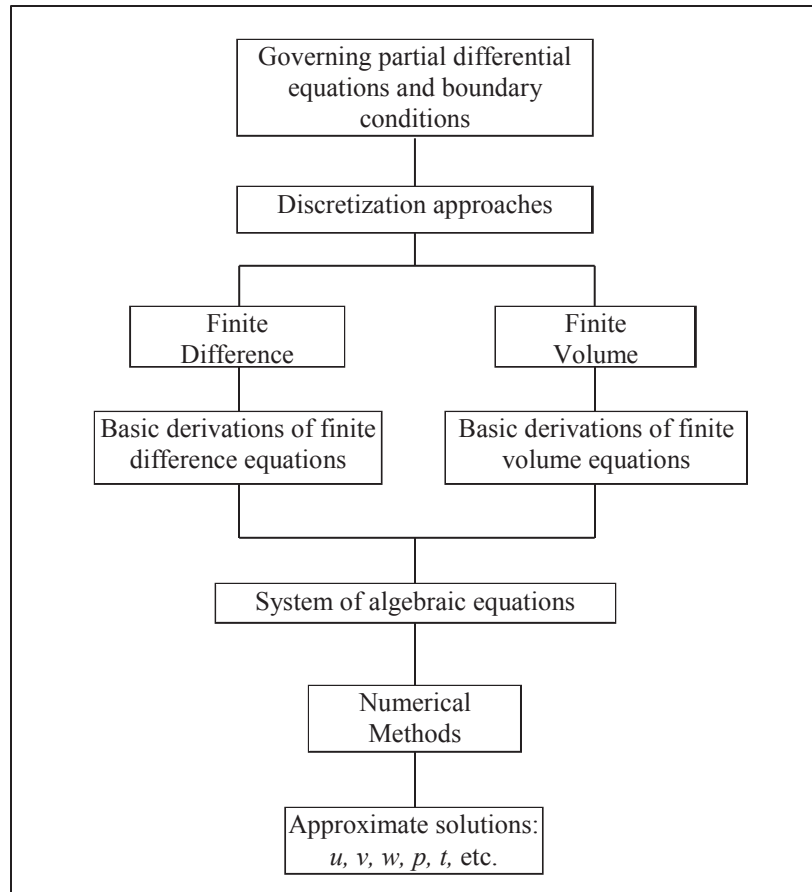 Governing partial differential
equations and boundary
conditions
Discretization approaches
Finite
Difference
Finite
Volume
Basic derivations of finite
difference equations
Basic derivations of finite
volume equations
System of algebraic equations
Numerical
Methods
Approximate solutions:
u, v, w, p, t, etc.